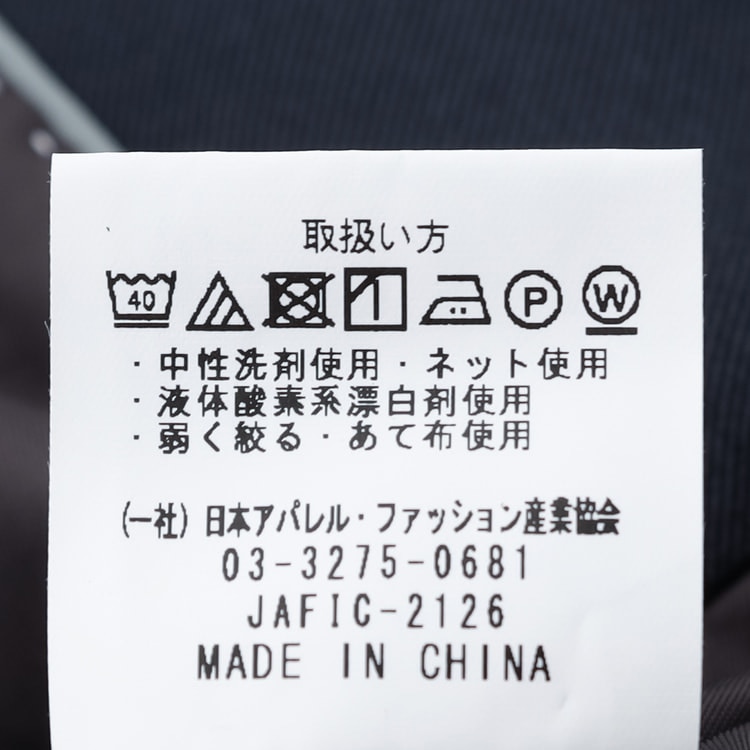 取扱い方
40 P W
・中性洗剤使用・ネット使用
・液体酸素系漂白剤使用
・弱く絞る・あて布使用
(一社)日本アパレル・ファッション産業協会
03-3275-0681
JAFIC-2126
MADE IN CHINA